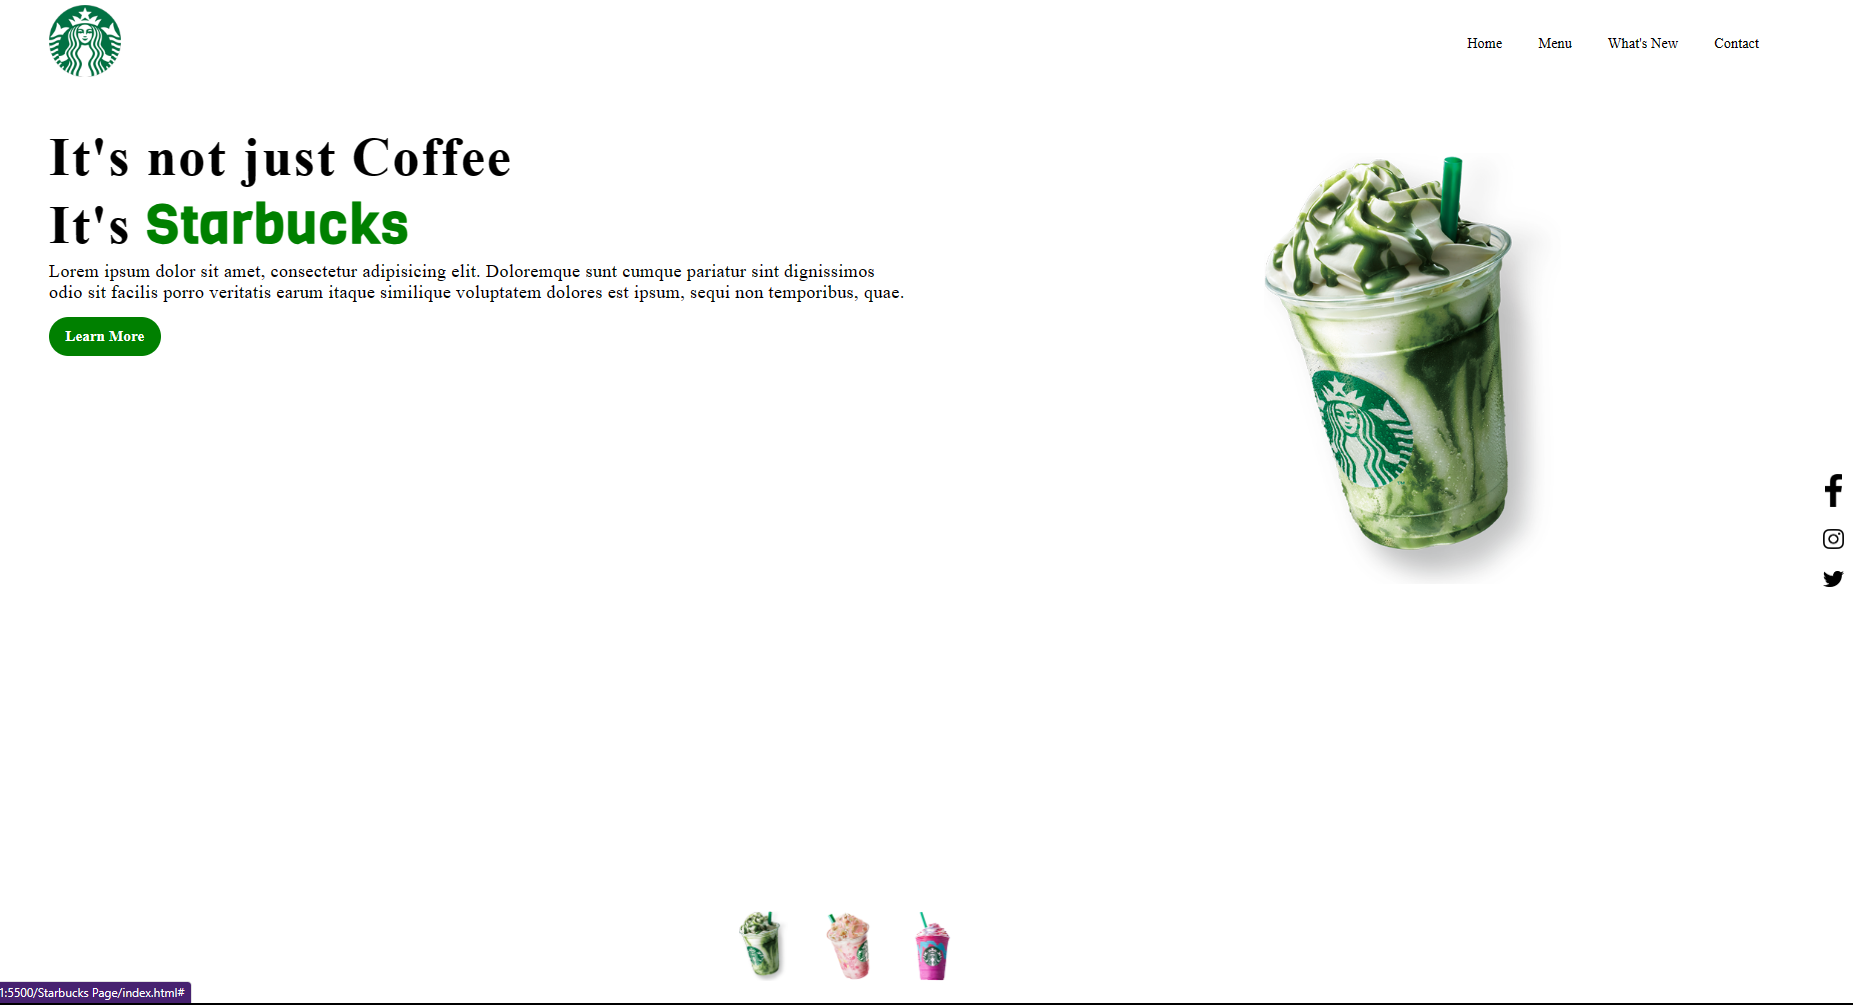 Home Menu What's New Contact
It's not just Coffee
It's Starbucks
Lorem ipsum dolor sit amet, consectetur adipisicing elit. Doloremque sunt cumque pariatur sint dignissimos
odio sit facilis porro veritatis earum itaque similique voluptatem dolores est ipsum, sequi non temporibus, quae.
Learn More
1:5500/Starbucks Page/index.html#